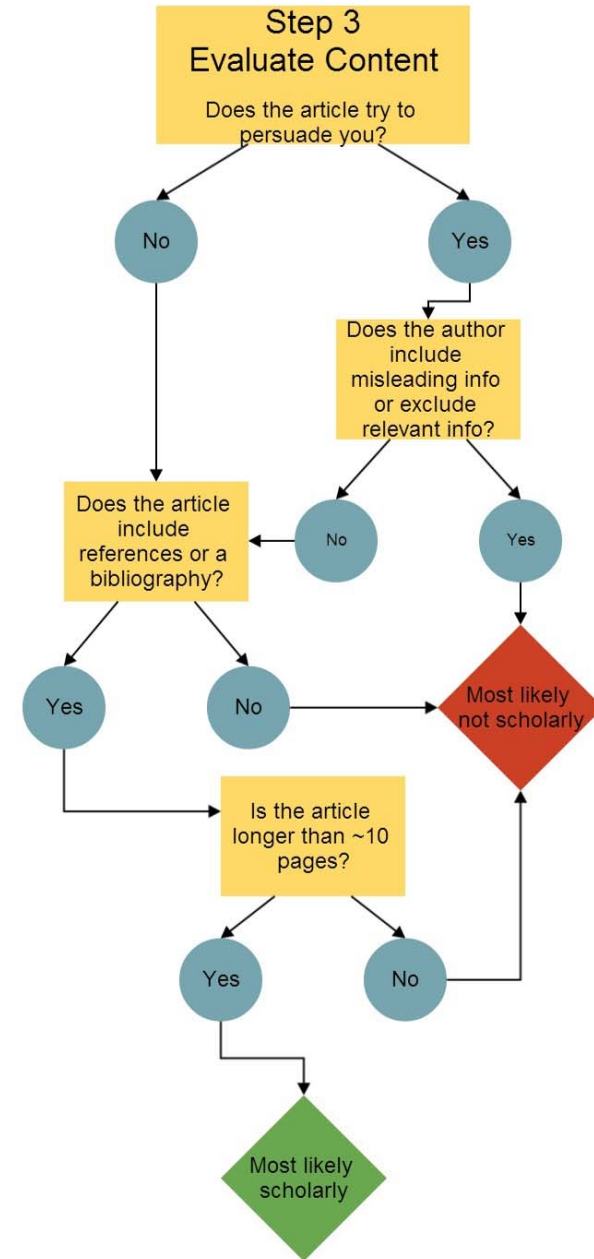 Step 3
Evaluate Content
Does the article try to
persuade you?
No
Yes
Does the author
include
misleading info
or exclude
relevant info?
Does the article
include
references or a
bibliography?
No
Yes
Yes
No
Most likely
not scholarly
Is the article
longer than ~10
pages?
Yes
No
Most likely
scholarly